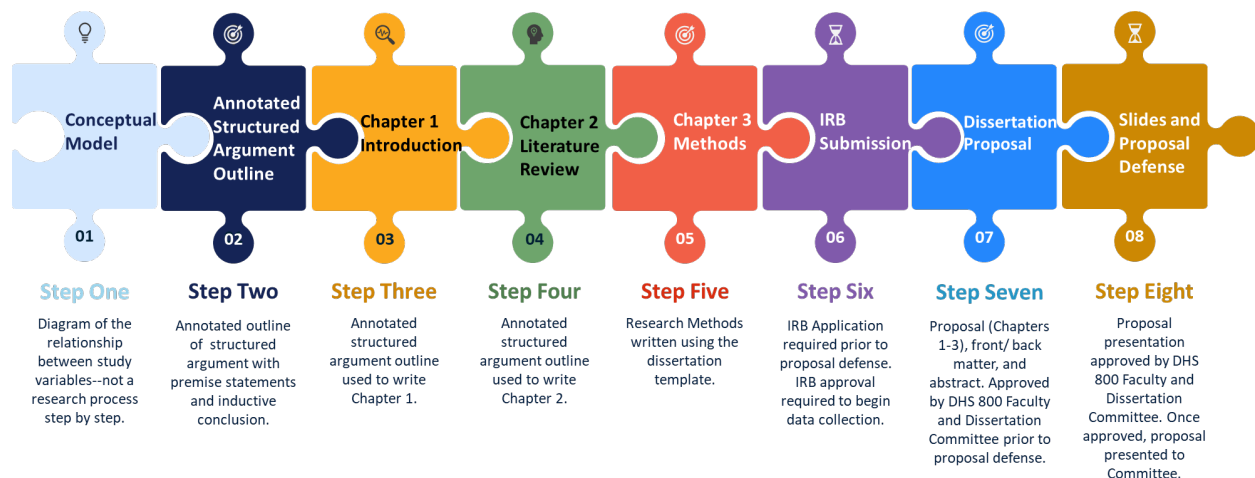 Conceptual
Model
Annotated
Structured
Argument
Outline
Chapter 1
Introduction
Chapter 2
Literature
Review
Chapter 3
Methods
IRB
Submission
Dissertation
Proposal
Slides and
Proposal
Defense
01
02
03
04
05
06
07
08
Step One
Diagram of the
relationship
between study
variables--not a
research process
step by step.
Step Two
Annotated outline
of structured
argument with
premise statements
and inductive
conclusion.
Step Three
Annotated
structured
argument outline
used to write
Chapter 1.
Step Four
Annotated
structured
argument outline
used to write
Chapter 2.
Step Five
Research Methods
written using the
dissertation
template.
Step Six
IRB Application
required prior to
proposal defense.
IRB approval
required to begin
data collection.
Step Seven
Proposal (Chapters
1-3), front/ back
matter, and
abstract. Approved
by DHS 800 Faculty
and Dissertation
Committee prior to
proposal defense.
Step Eight
Proposal
presentation
approved by DHS
800 Faculty and
Dissertation
Committee. Once
approved, proposal
presented to
Committee.